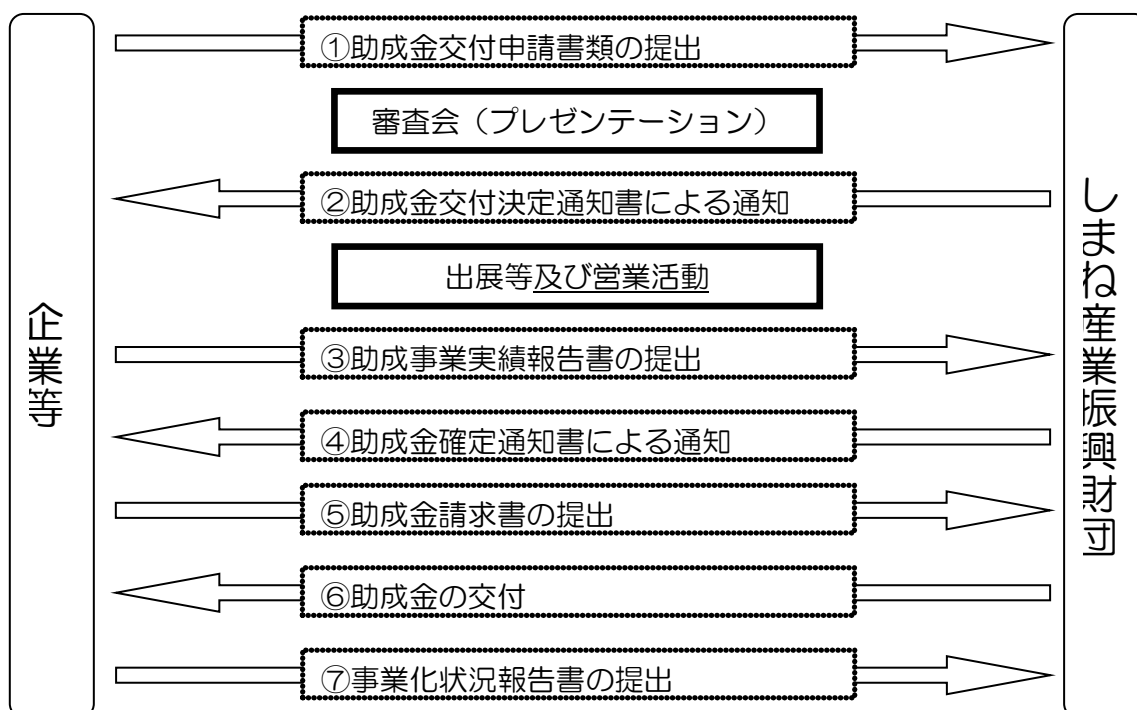 ①助成金交付申請書類の提出
審査会（プレゼンテーション）
②助成金交付決定通知書による通知
出展等及び営業活動
③助成事業実績報告書の提出
④助成金確定通知書による通知
⑤助成金請求書の提出
⑥助成金の交付
⑦事業化状況報告書の提出
企業等
しまね産業振興財団